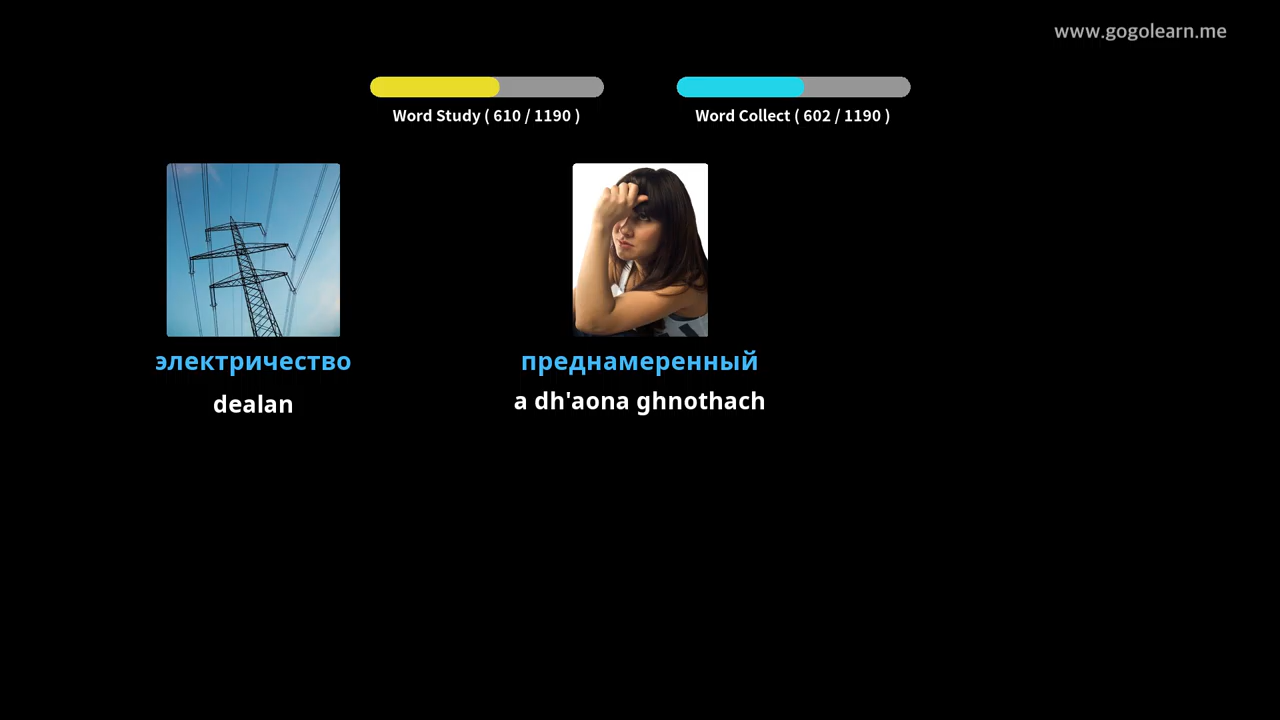 www.gogolearn.me
Word Study ( 610 / 1190 )
Word Collect ( 602 / 1190 )
электричество
dealan
преднамеренный
a dh'aona ghnothach